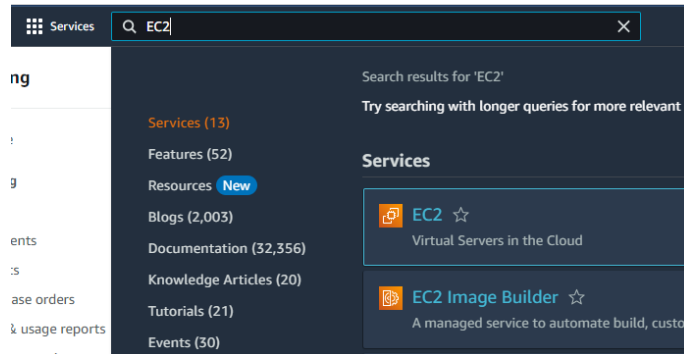 Services
EC2
ng
g
ents
ase orders
& usage reports
Services (13)
Features (52)
Resources New
Blogs (2,003)
Documentation (32,356)
Knowledge Articles (20)
Tutorials (21)
Events (30)
Search results for 'EC2'
Try searching with longer queries for more relevant
Services
EC2
Virtual Servers in the Cloud
EC2 Image Builder
A managed service to automate build, custo